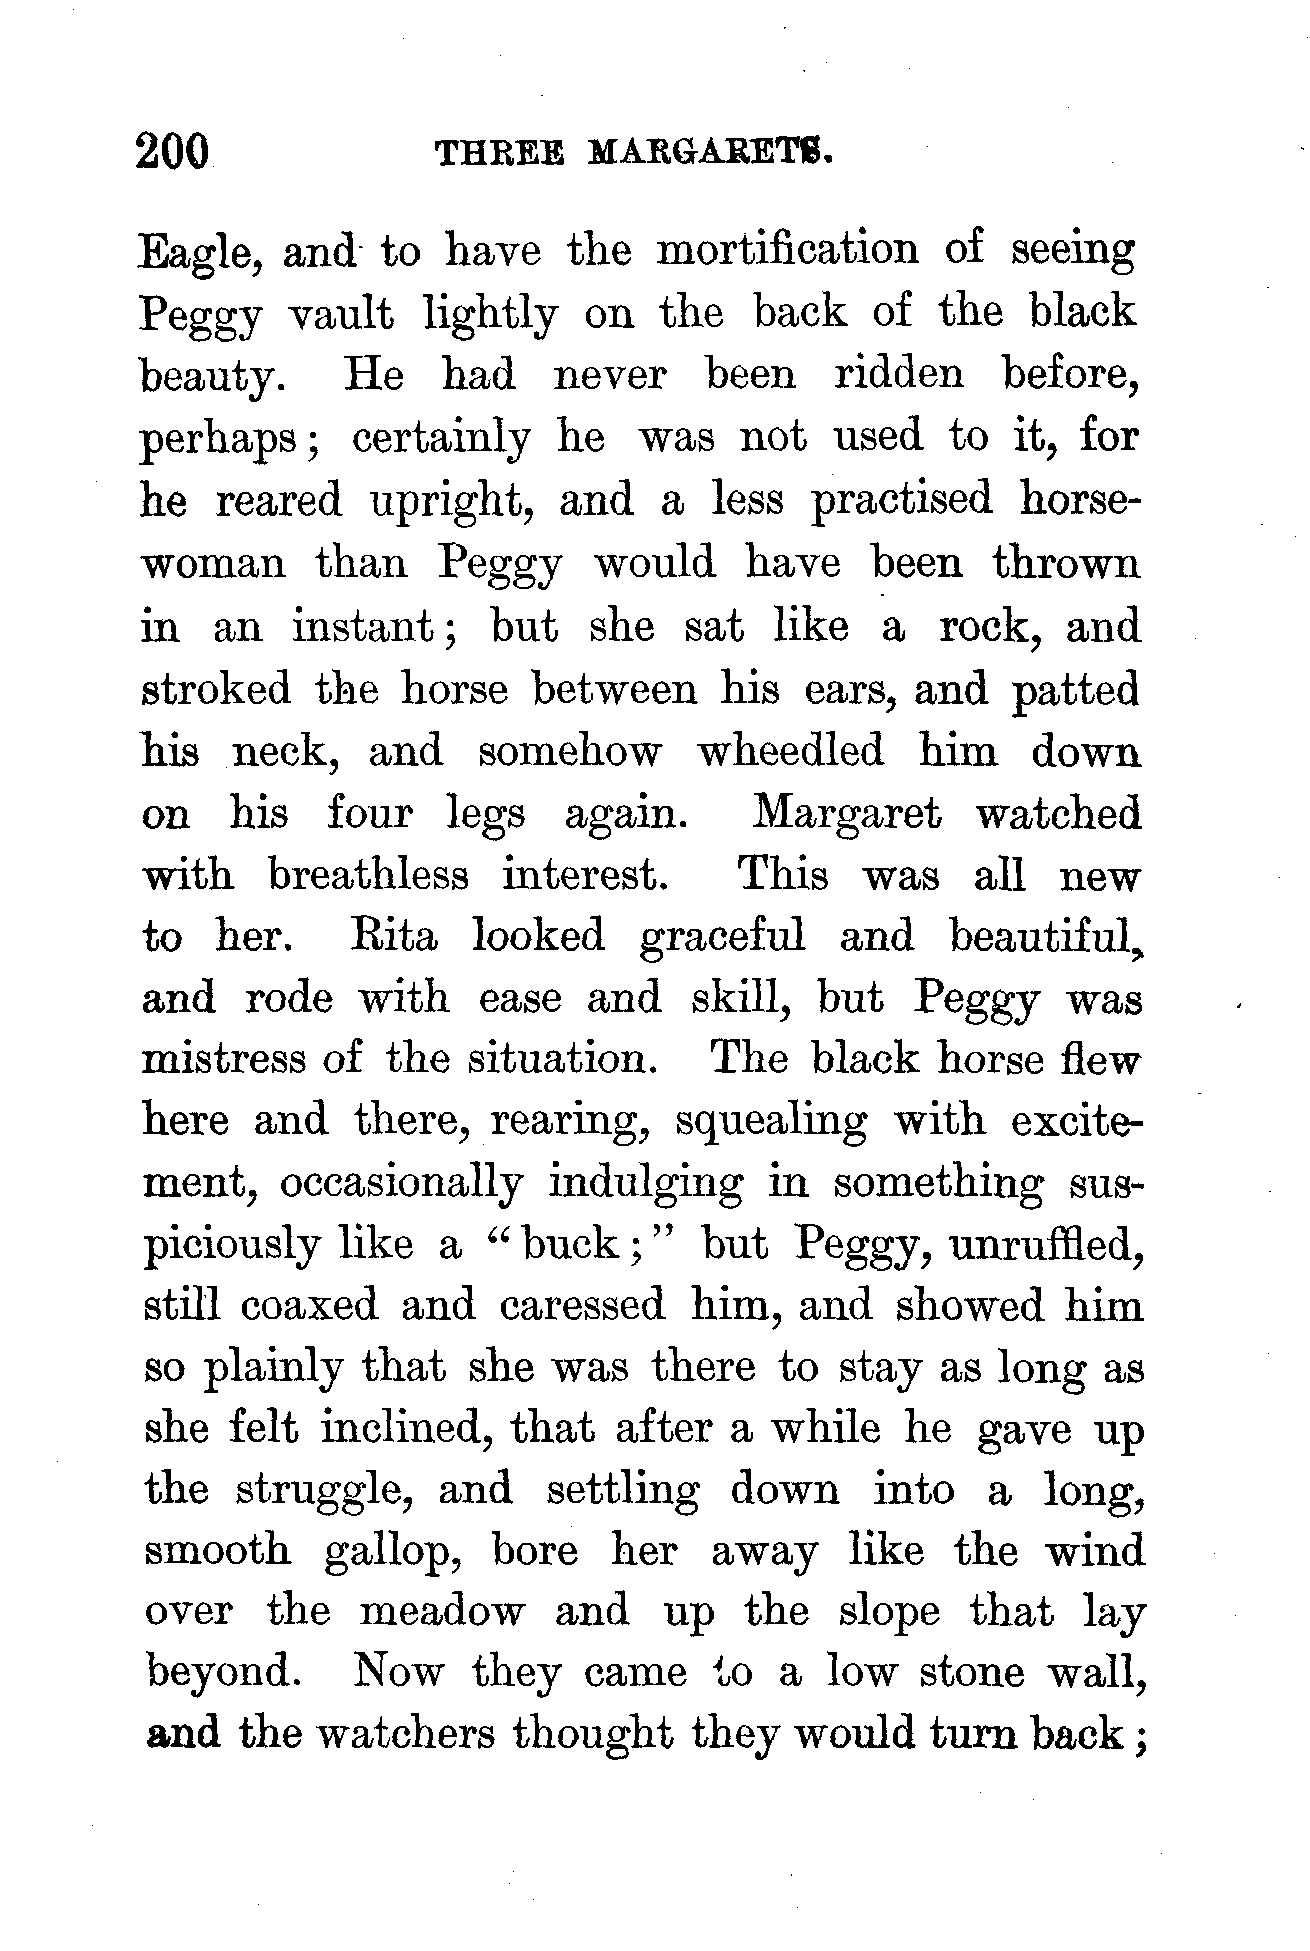 200 THREE MARGARETS.
Eagle, and to have the mortification of seeing
Peggy vault lightly on the back of the black
beauty. He had never been ridden before,
perhaps ; certainly he was not used to it, for
he reared upright, and a less practised horse-
woman than Peggy would have been thrown
in an instant ; but she sat like a rock, and
stroked the horse between his ears, and patted
his neck, and somehow wheedled him down
on his four legs again. Margaret watched
with breathless interest. This was all new
to her. Rita looked graceful and beautiful,
and rode with ease and skill, but Peggy was
mistress of the situation. The black horse flew
here and there, rearing, squealing with excite-
ment, occasionally indulging in something sus-
piciously like a “ buck ; ” but Peggy, unruffled,
still coaxed and caressed him, and showed him
so plainly that she was there to stay as long as
she felt inclined, that after a while he gave up
the struggle, and settling down into a long,
smooth gallop, bore her away like the wind
over the meadow and up the slope that lay
beyond. Now they came to a low stone wall,
and the watchers thought they would turn back ;